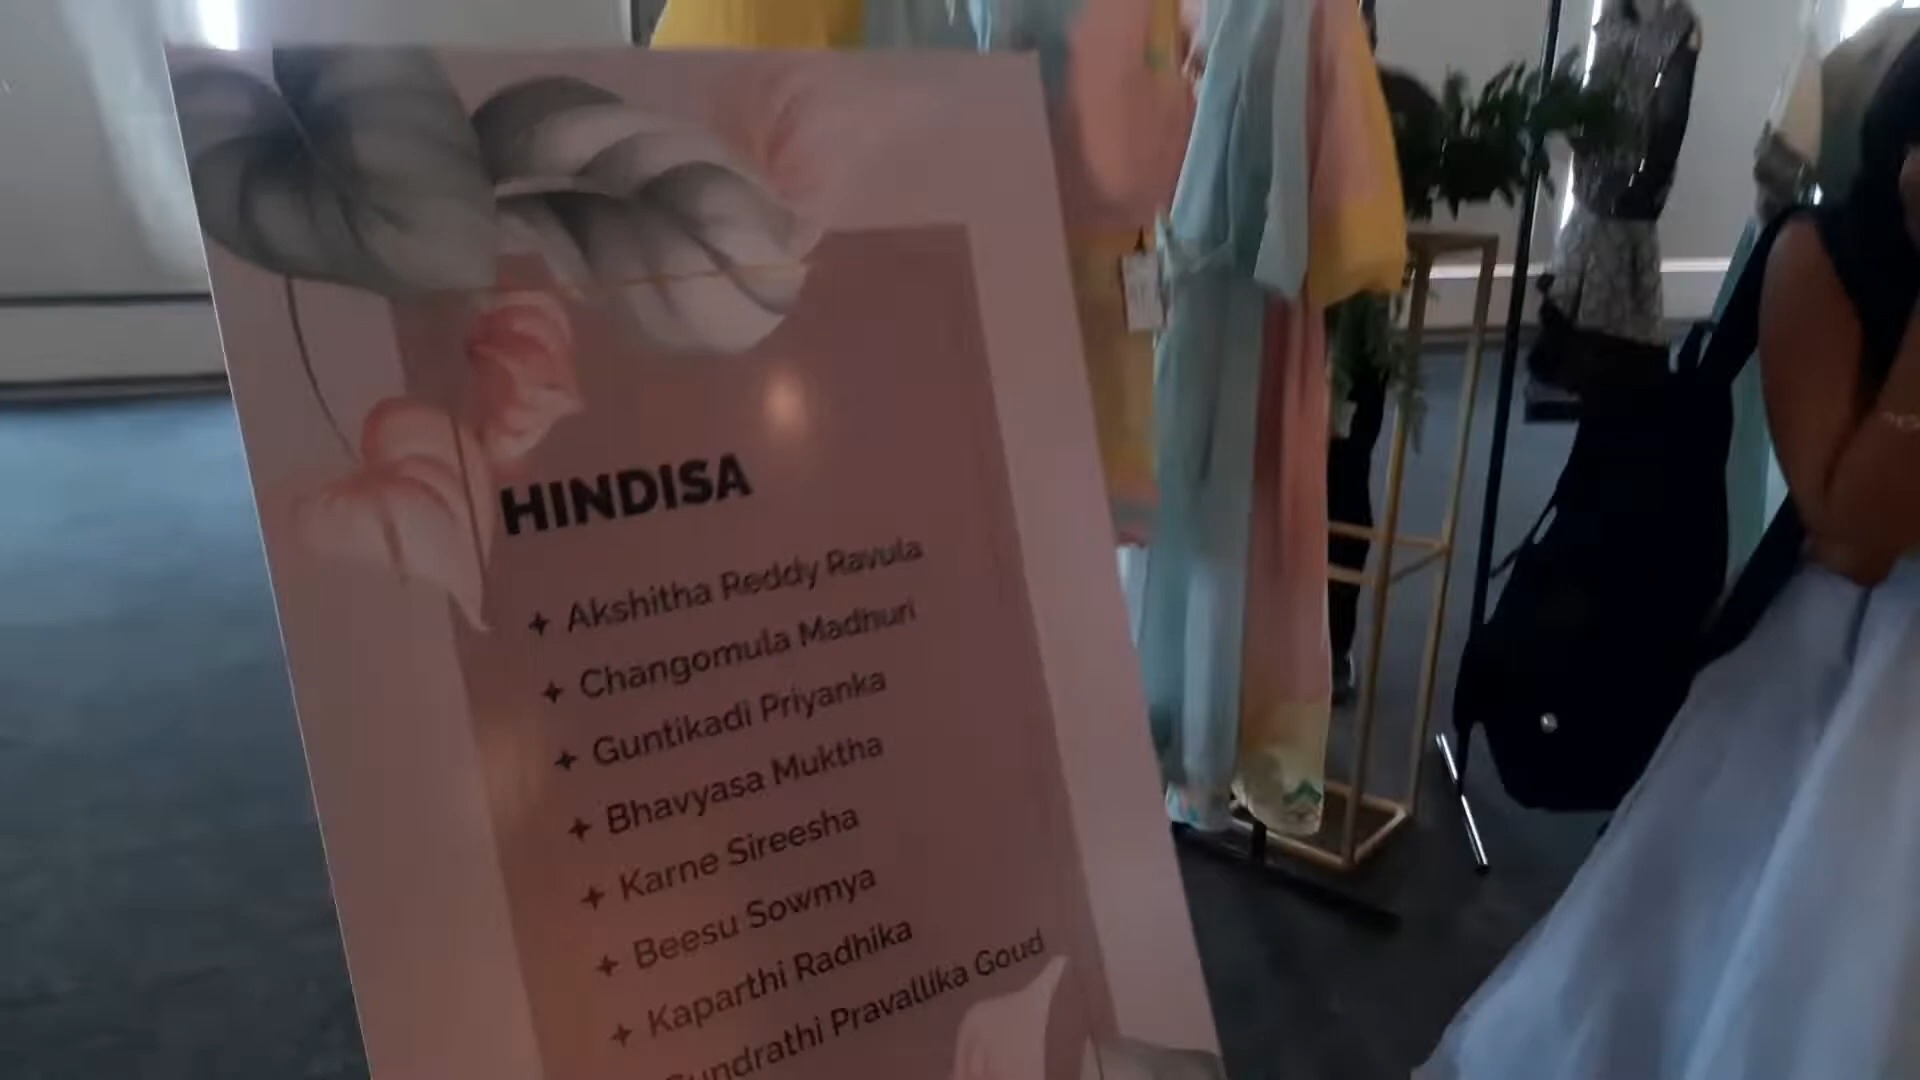 HINDISA
Akshitha Reddy Ravula
Changomula Madhuri
Guntikadi Priyanka
Bhavyasa Muktha
Karne Sireesha
Beesu Sowmya
Kaparthi Radhika
Pravallika Goud